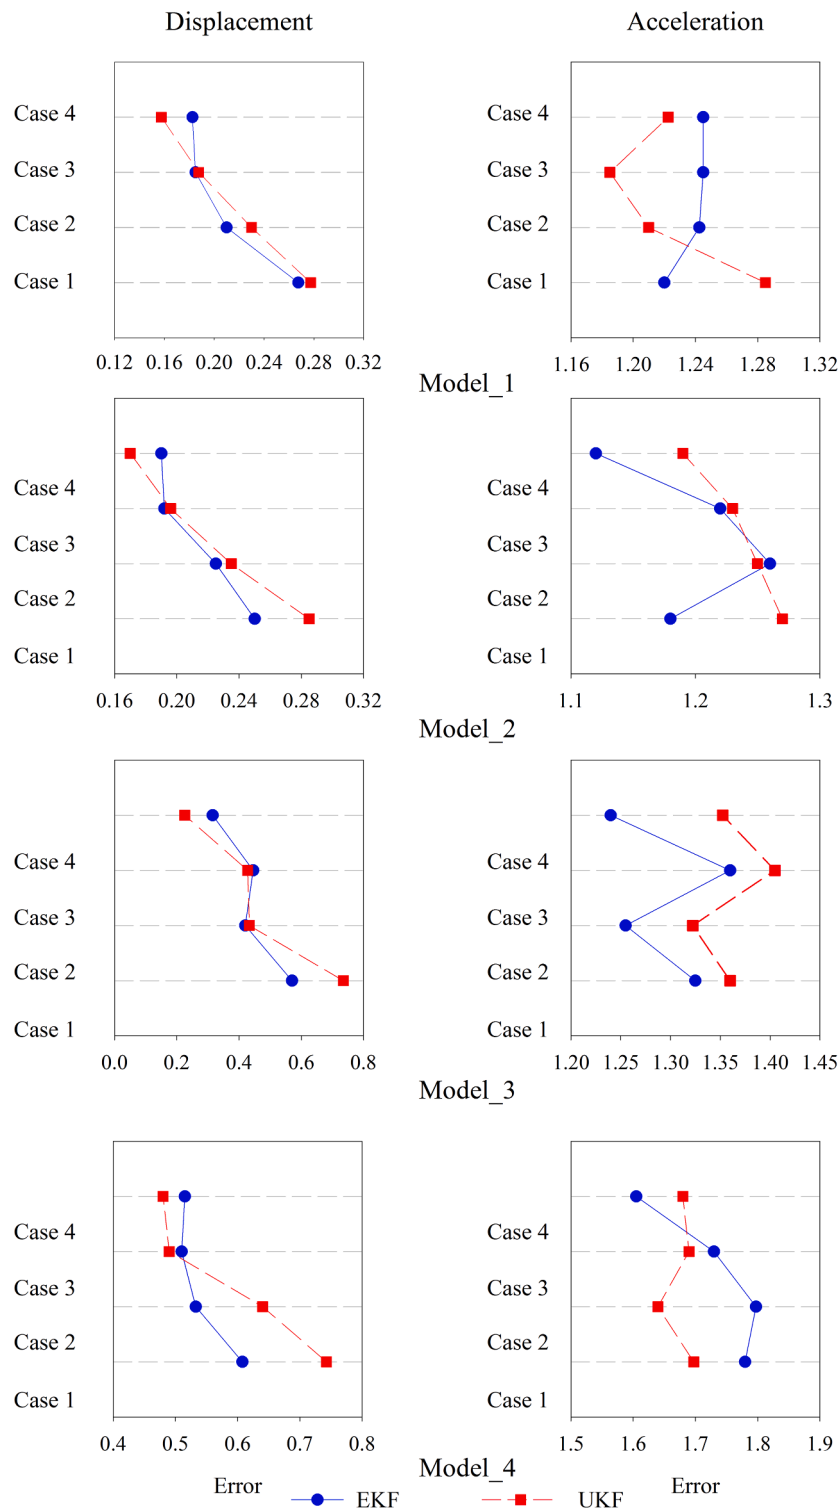 Displacement Acceleration
Case 4 Case 4
Case 3 Case 3
Case 2 Case 2
Case 1 Case 1
0.12 0.16 0.20 0.24 0.28 0.32 1.16 1.20 1.24 1.28 1.32
Model_1
Case 4 Case 4
Case 3 Case 3
Case 2 Case 2
Case 1 Case 1
0.16 0.20 0.24 0.28 0.32 1.1 1.2 1.3
Model_2
Case 4 Case 4
Case 3 Case 3
Case 2 Case 2
Case 1 Case 1
0.0 0.2 0.4 0.6 0.8 1.20 1.25 1.30 1.35 1.40 1.45
Model_3
Case 4 Case 4
Case 3 Case 3
Case 2 Case 2
Case 1 Case 1
0.4 0.5 0.6 0.7 0.8 1.5 1.6 1.7 1.8 1.9
Model_4
Error Error
EKF UKF